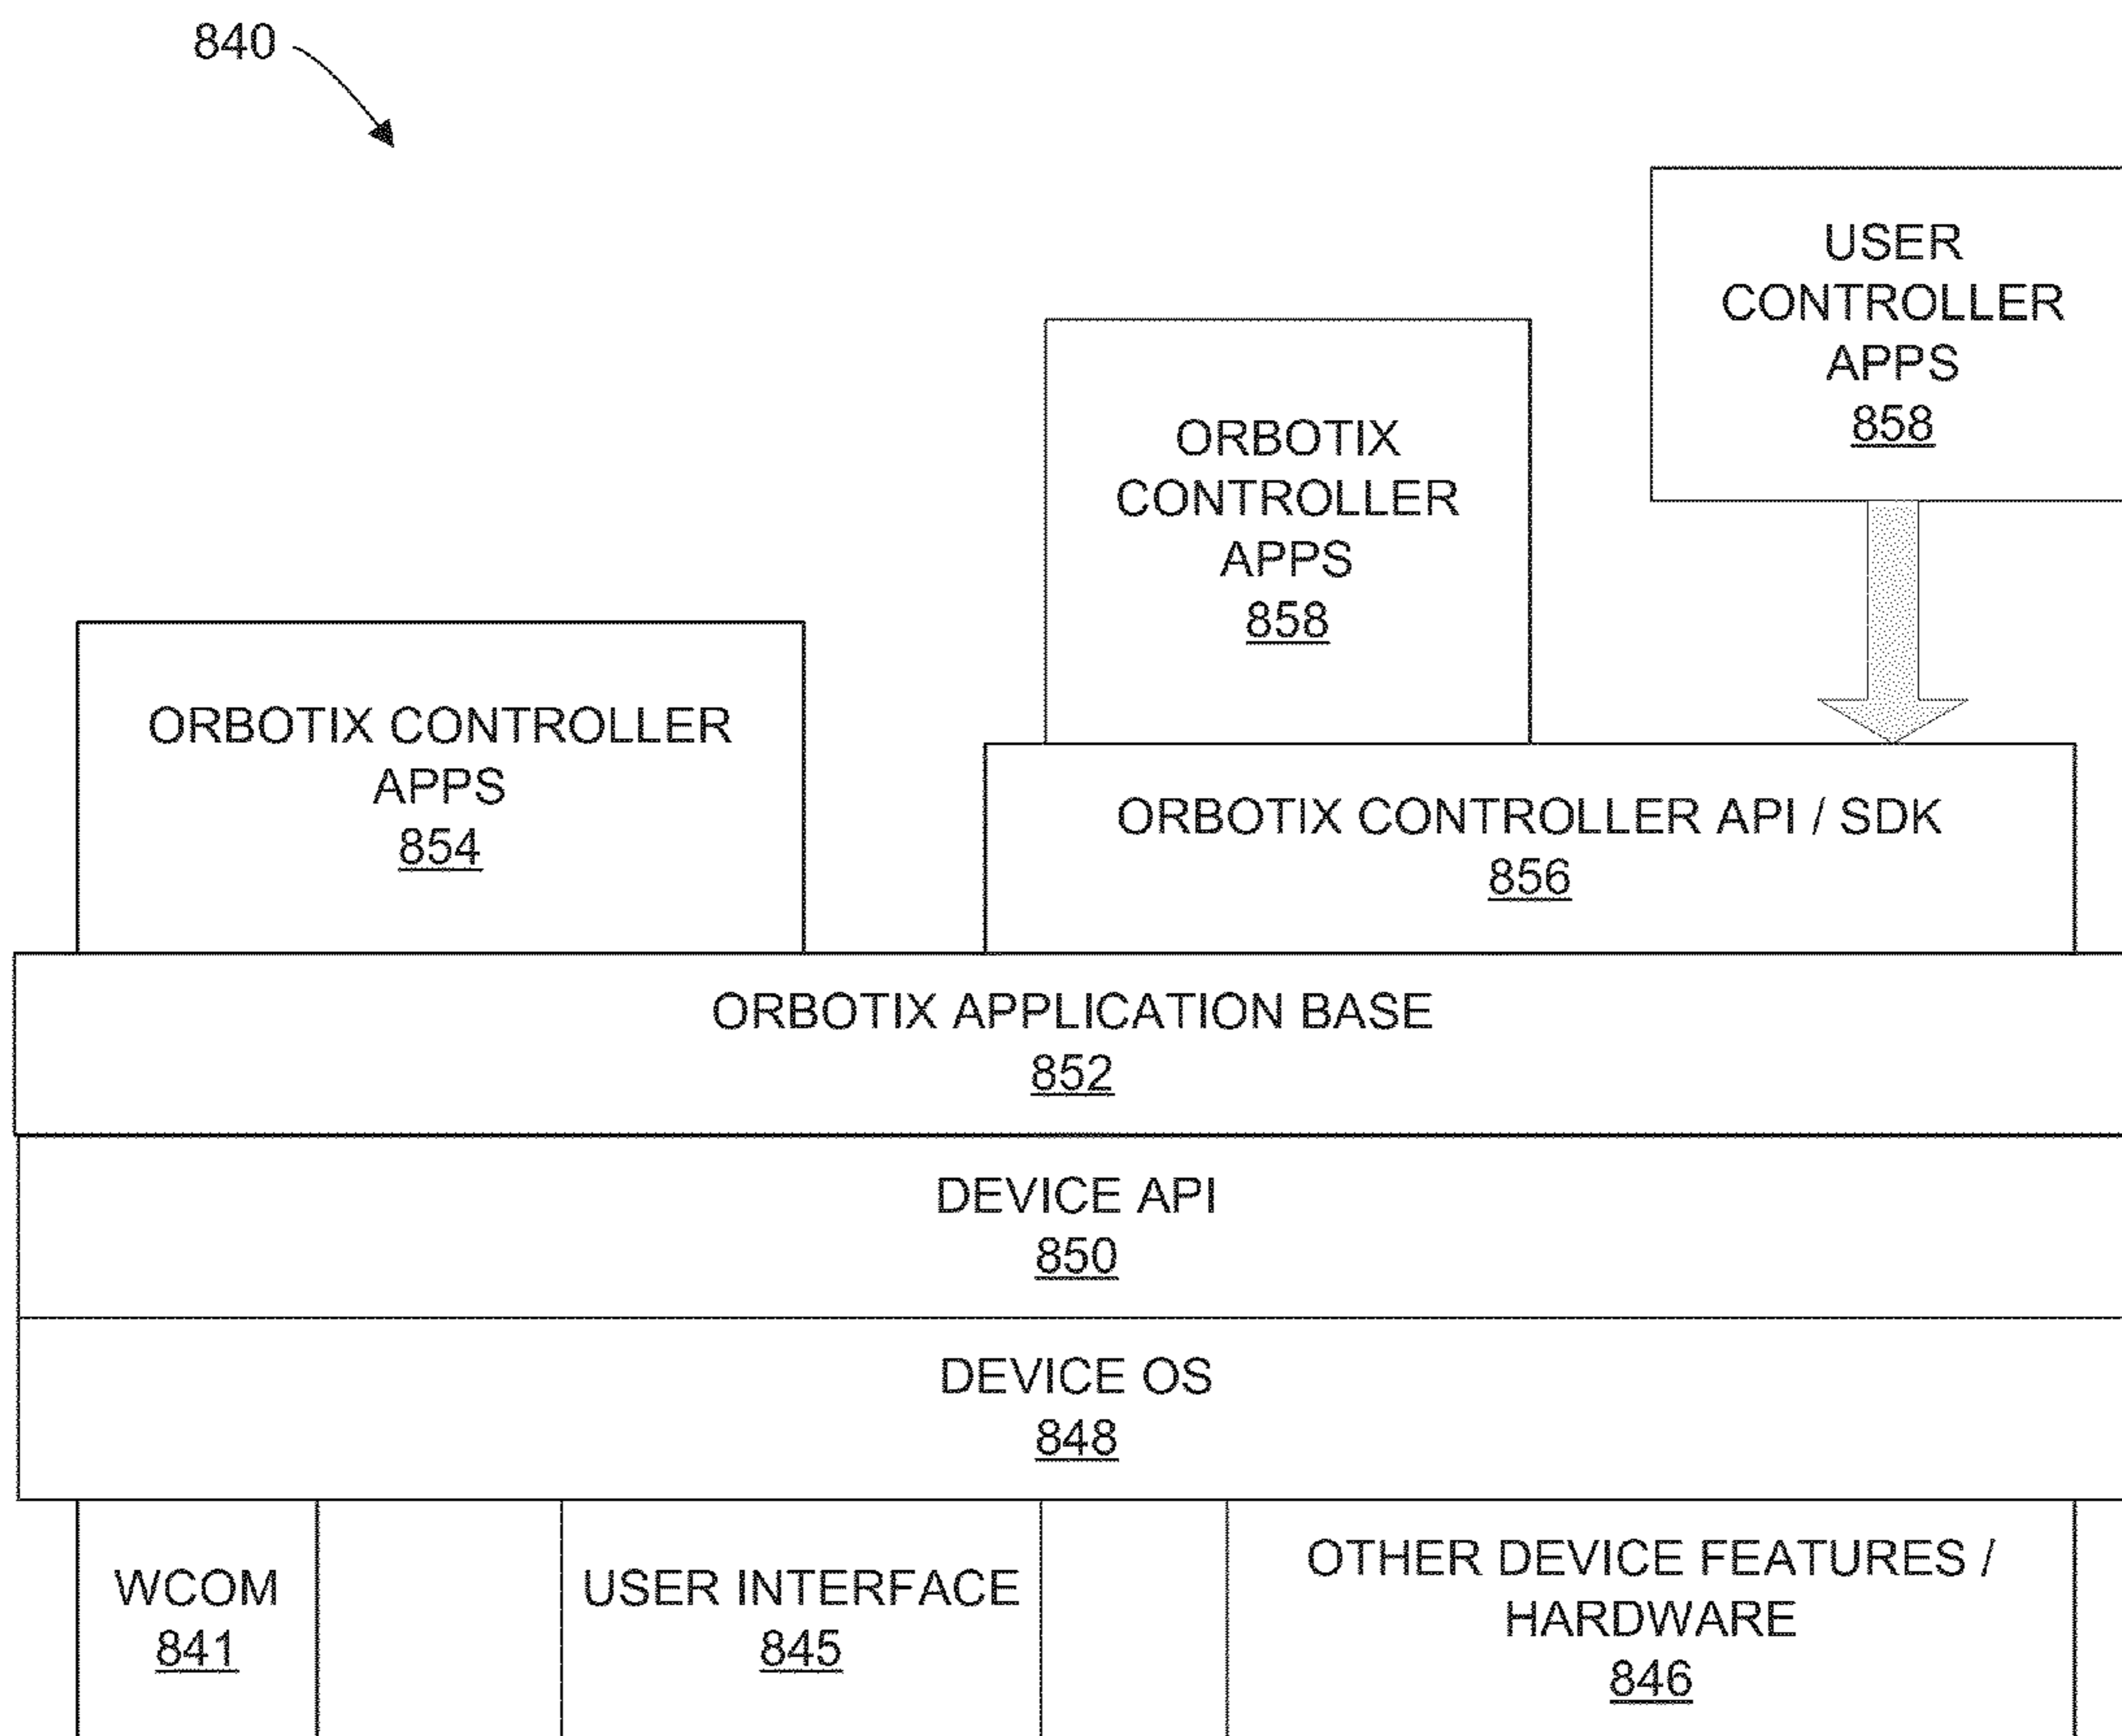 840
USER
CONTROLLER
APPS
858
ORBOTIX
CONTROLLER
APPS
858
ORBOTIX CONTROLLER
APPS
854
ORBOTIX CONTROLLER API / SDK
856
ORBOTIX APPLICATION BASE
852
DEVICE API
850
DEVICE OS
848
WCOM
841
USER INTERFACE
845
OTHER DEVICE FEATURES /
HARDWARE
846